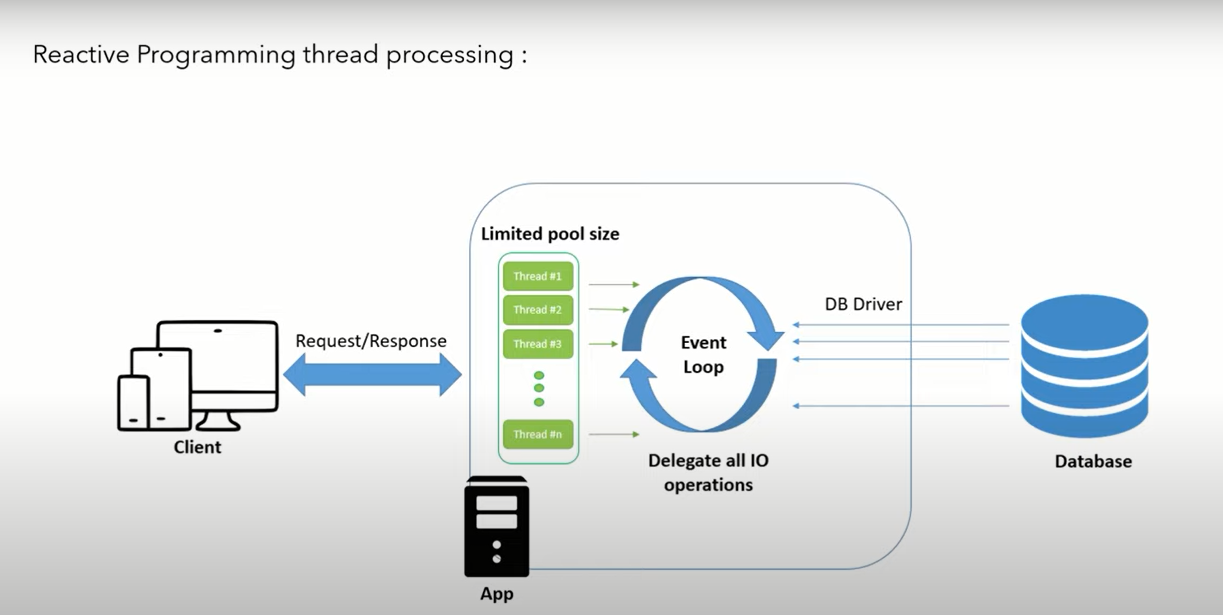 Reactive Programming thread processing :
Limited pool size
Thread #1
Thread #2
Thread #3
Thread #n
Request/Response
Client
App
Event
Loop
Delegate all IO
operations
DB Driver
Database